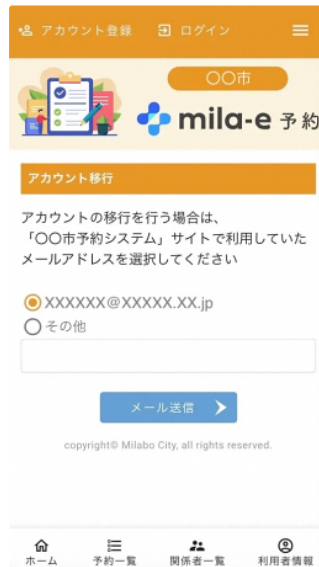 アカウント登録 ログイン
〇〇市
mila-e 予約
アカウント移行
アカウントの移行を行う場合は、
「〇〇市予約システム」サイトで利用していた
メールアドレスを選択してください
XXXXXX@XXXXX.XX.jp
その他
メール送信
copyright© Milabo City, all rights reserved.
ホーム 予約一覧 関係者一覧 利用者情報